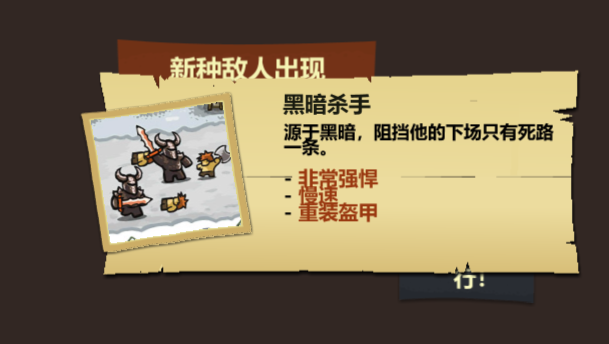 新种敌人出现
黑暗杀手
源于黑暗，阻挡他的下场只有死路
一条。
- 非常强悍
- 慢速
- 重装盔甲
行！